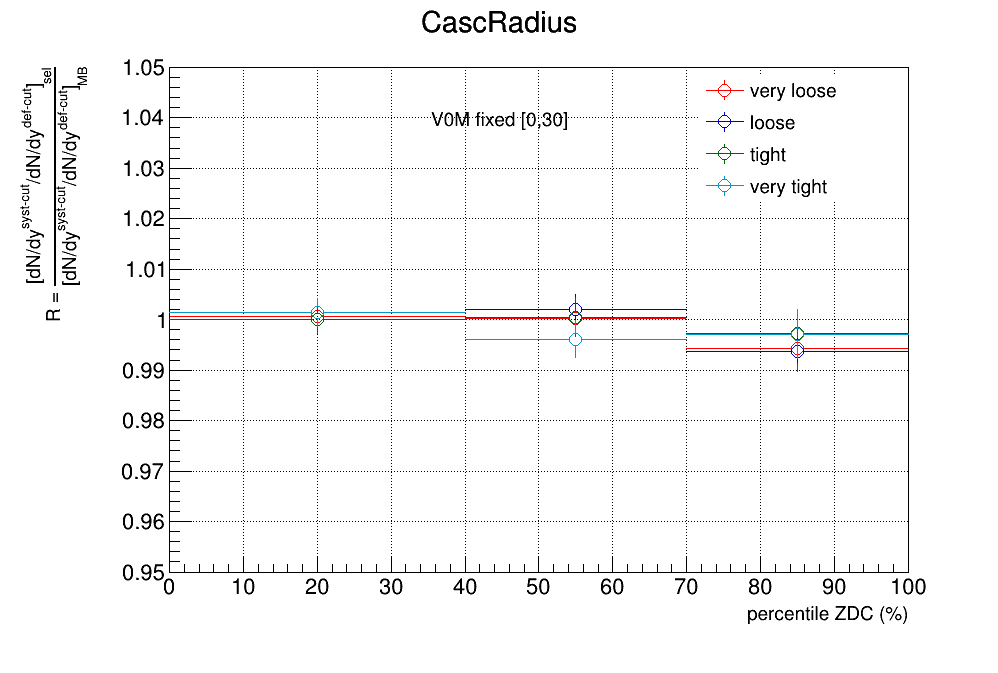 CascRadius
R = [dN/dy^syst-cut/dN/dy^def-cut]_sel
[dN/dy^syst-cut/dN/dy^def-cut]_MB
1.05
1.04
1.03
1.02
1.01
1
0.99
0.98
0.97
0.96
0.95
V0M fixed [0,30]
very loose
loose
tight
very tight
0 10 20 30 40 50 60 70 80 90 100
percentile ZDC (%)